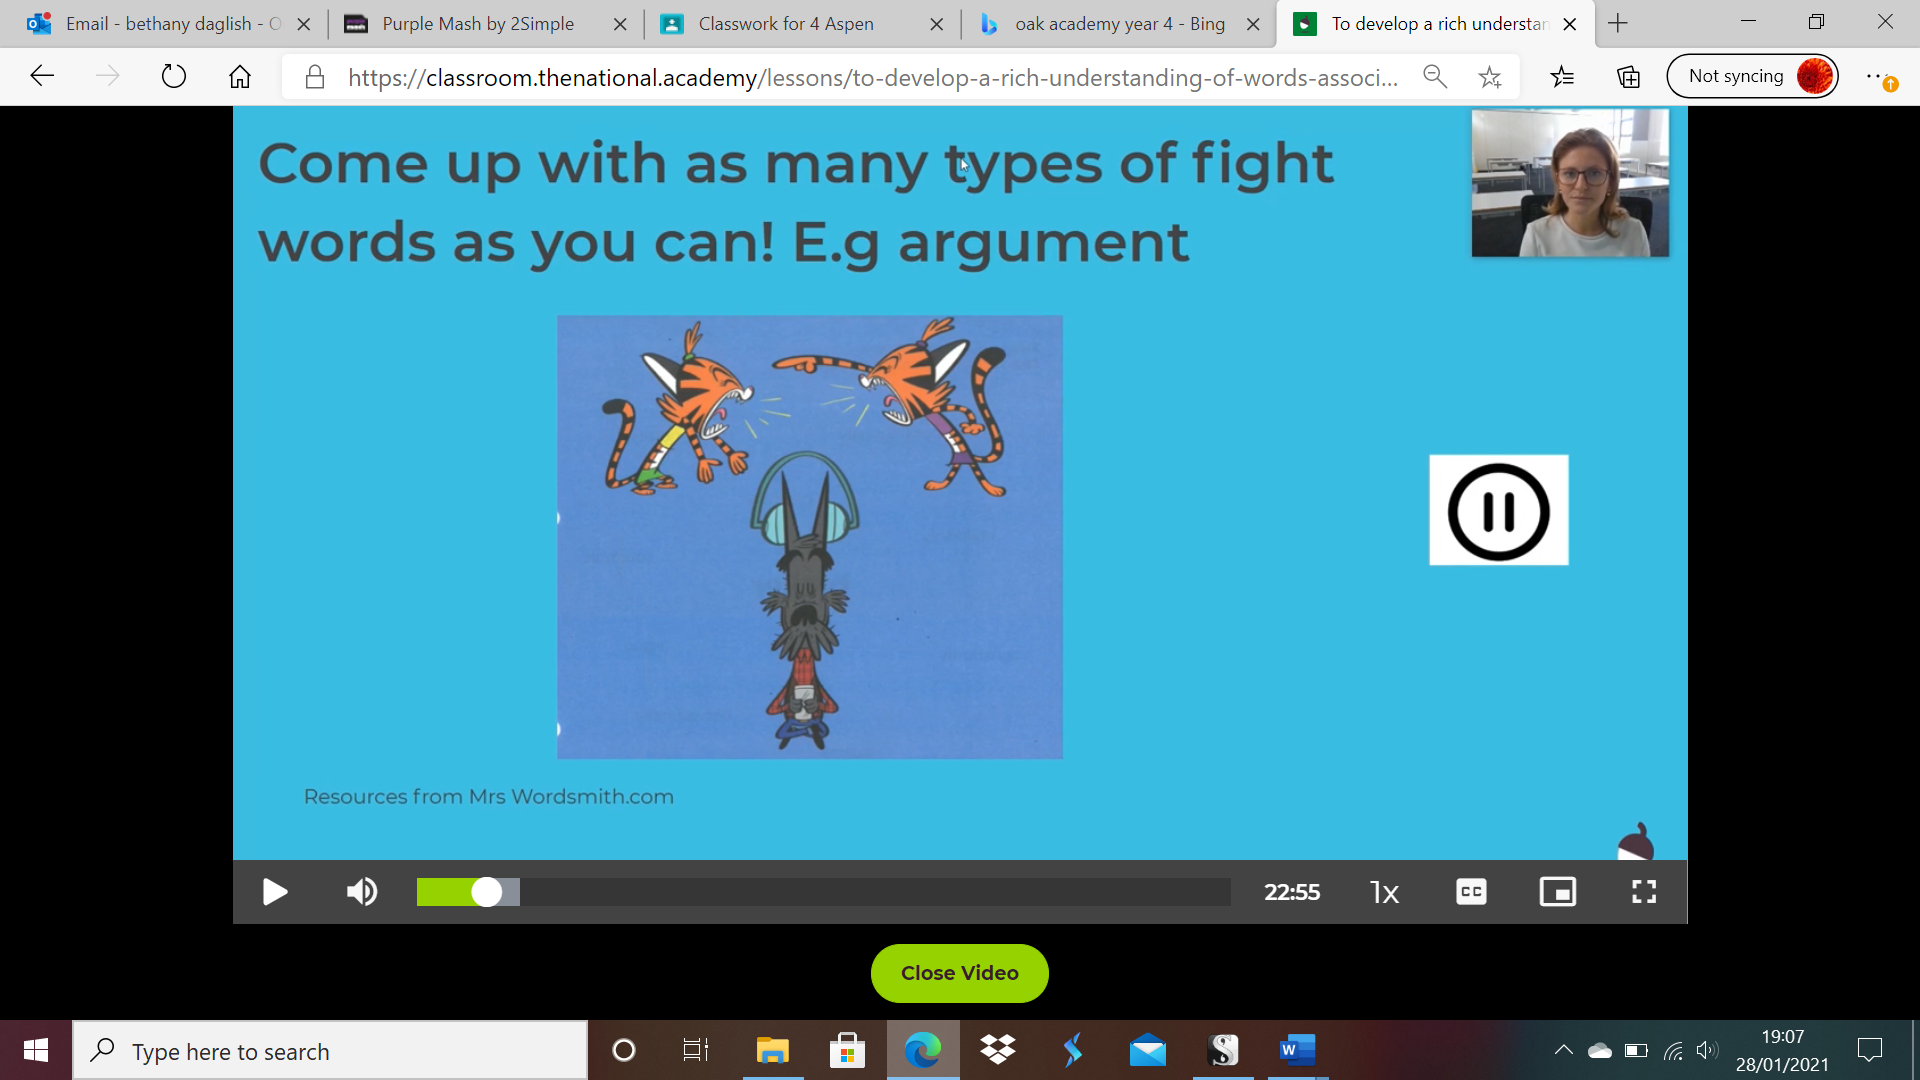 Email - bethany daglish - O
Purple Mash by 2Simple
Classwork for 4 Aspen
oak academy year 4 - Bing
To develop a rich understan
https://classroom.thenational.academy/lessons/to-develop-a-rich-understanding-of-words-associ...
Not syncing
Come up with as many types of fight
words as you can! E.g argument
Resources from Mrs Wordsmith.com
22:55
1x
CC
Close Video
Type here to search
19:07
28/01/2021